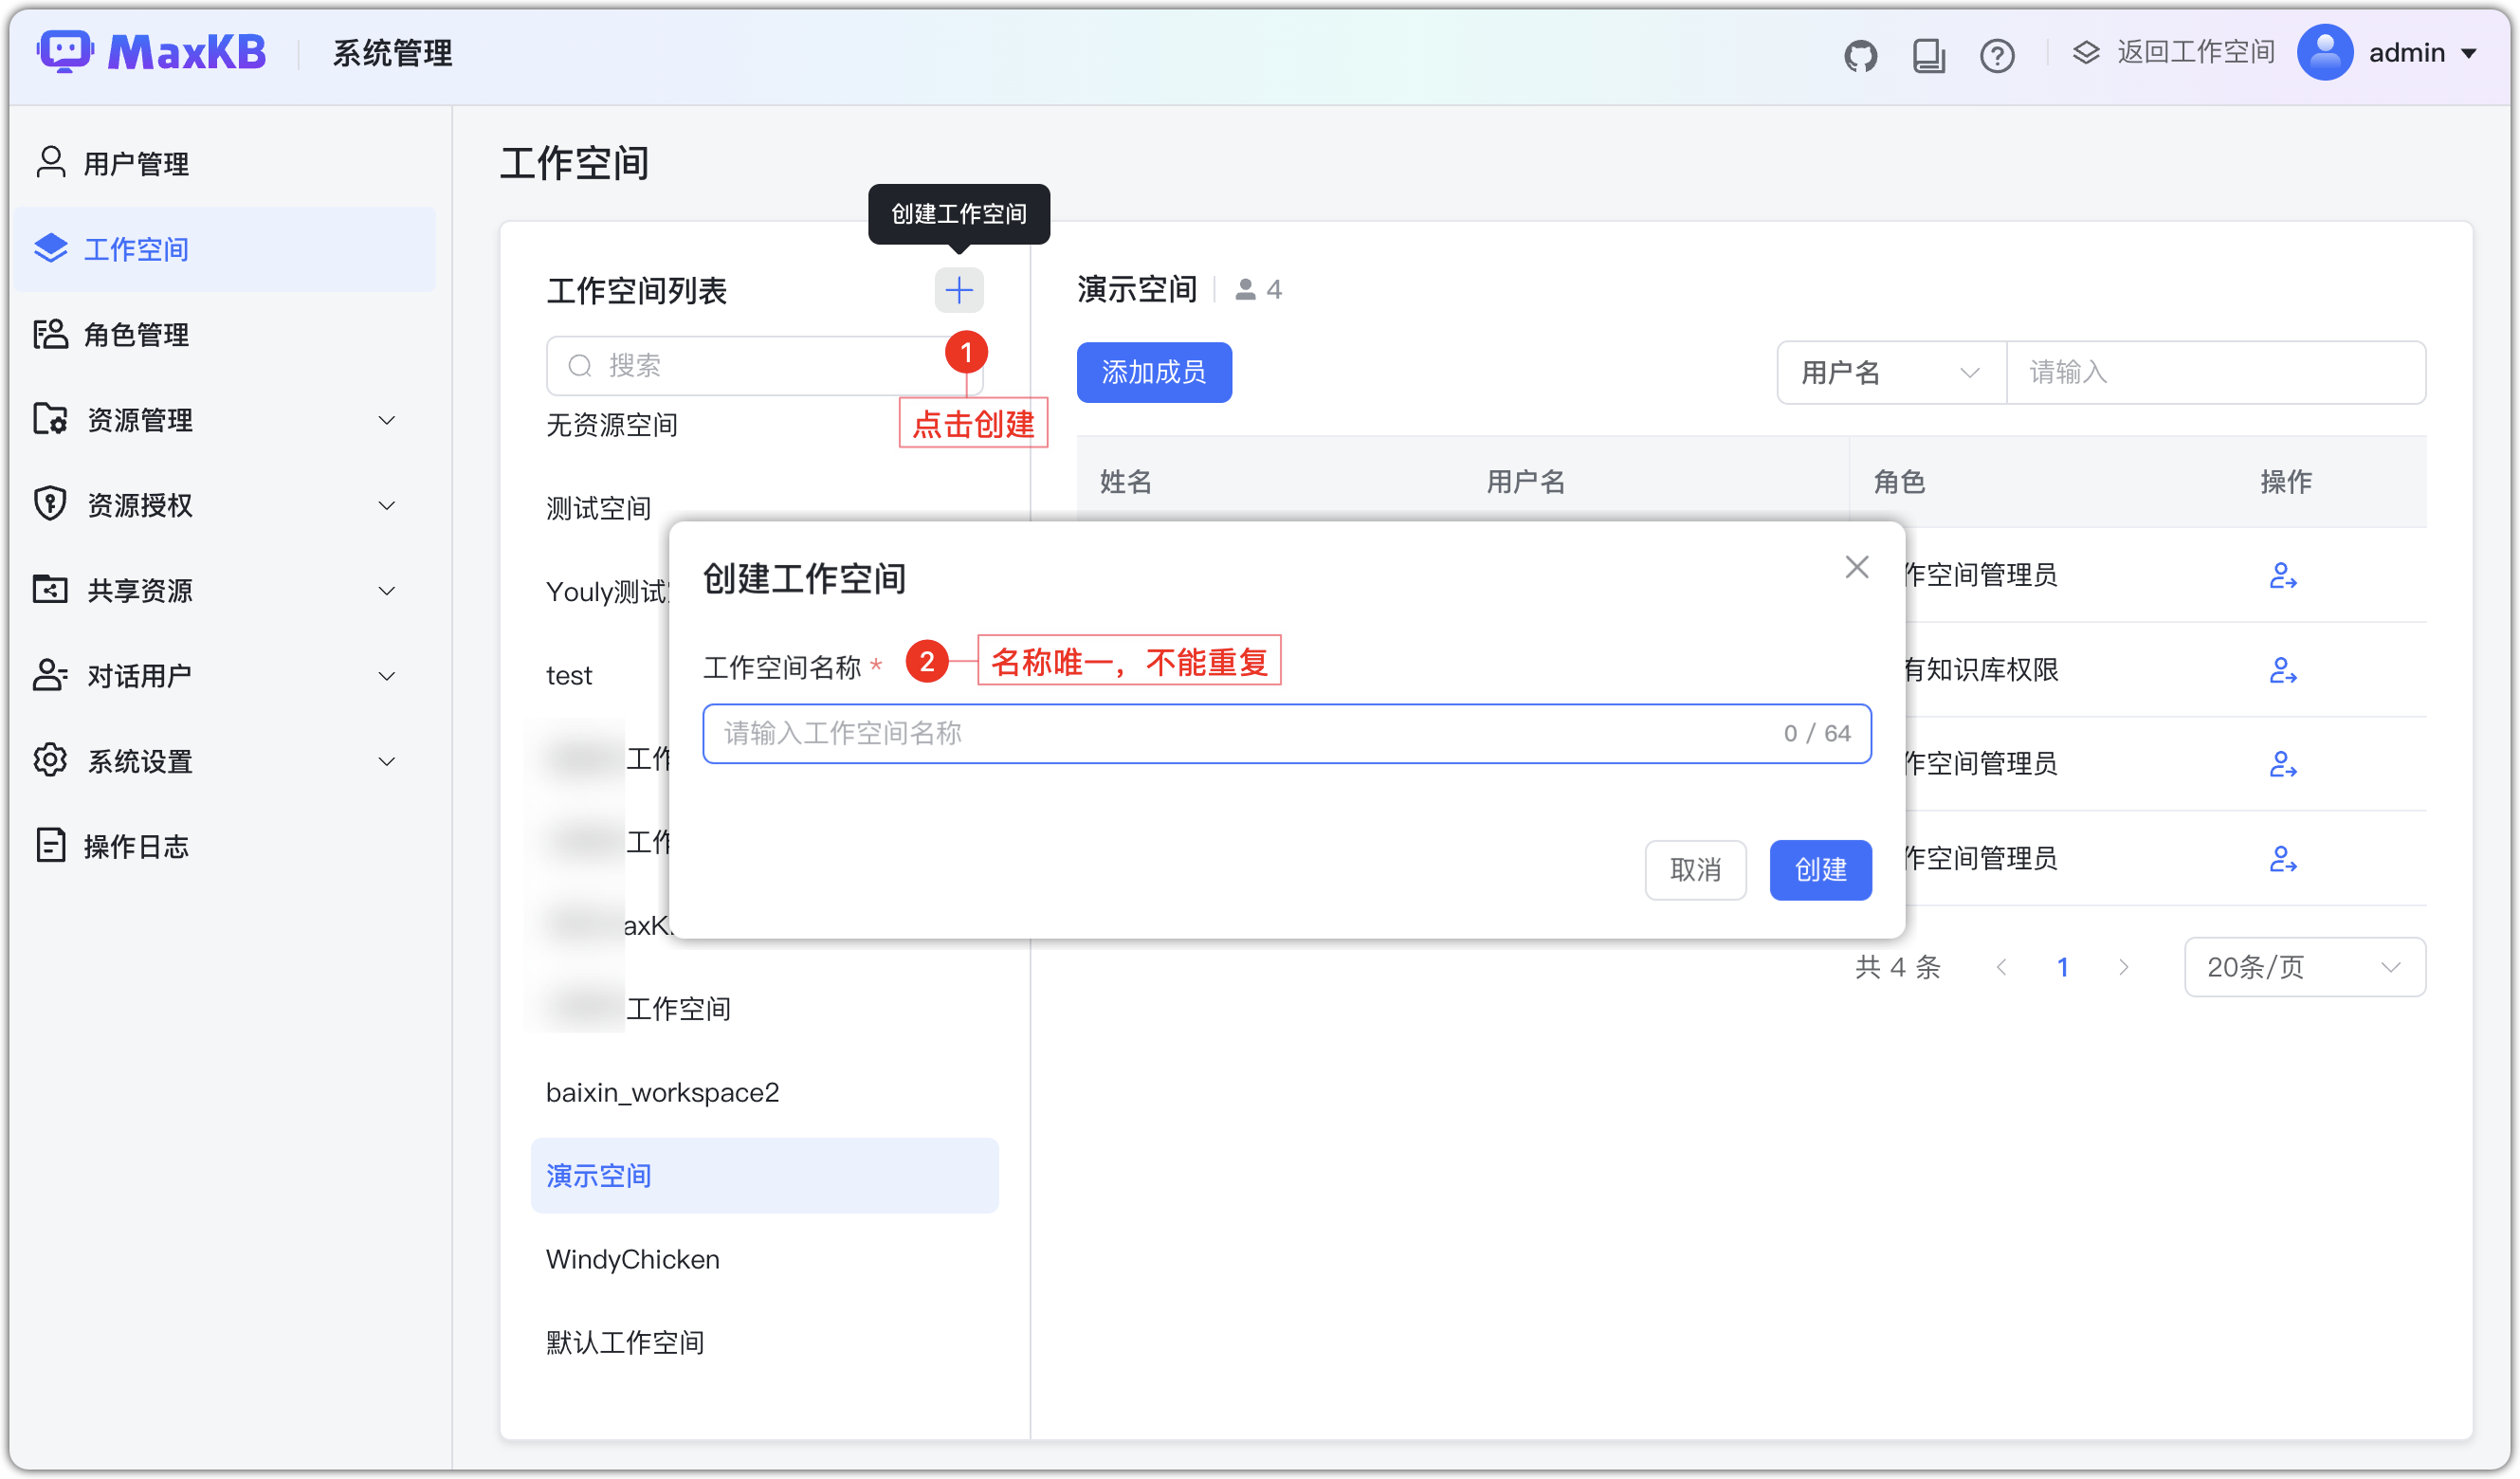 MaxKB
系统管理
返回工作空间
admin
用户管理
工作空间
角色管理
资源管理
资源授权
共享资源
对话用户
系统设置
操作日志
工作空间
创建工作空间
工作空间列表
搜索
1
点击创建
无资源空间
测试空间
Youly测试
test
工作
工作
axK
工作空间
baixin_workspace2
演示空间
WindyChicken
默认工作空间
演示空间
4
添加成员
用户名
请输入
姓名
用户名
角色
操作
作空间管理员
有知识库权限
作空间管理员
作空间管理员
共 4 条
1
20条/页
创建工作空间
工作空间名称 *
2
名称唯一，不能重复
请输入工作空间名称
0 / 64
取消
创建